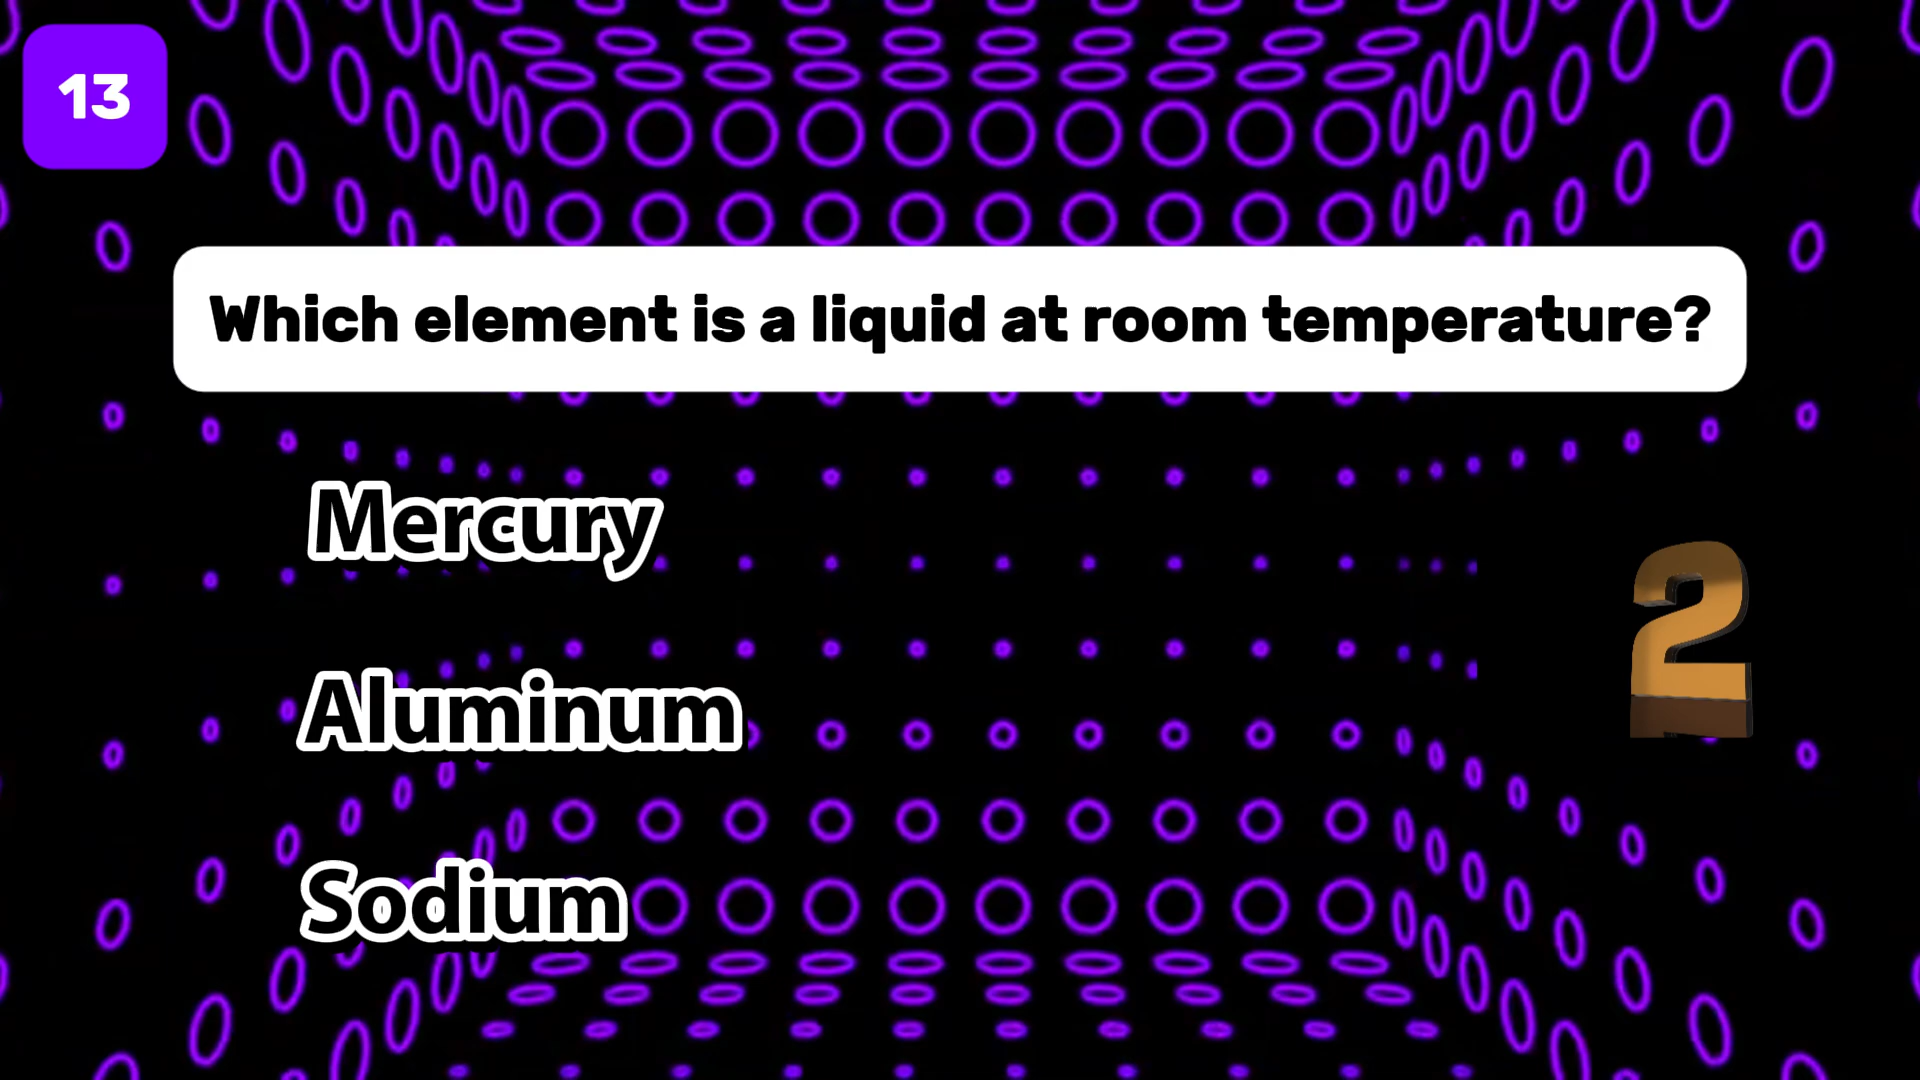 13
Which element is a liquid at room temperature?
Mercury
Aluminum
2
Sodium